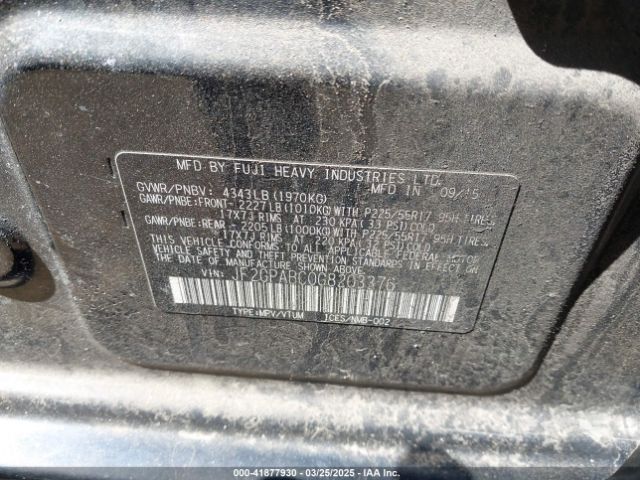 MFD BY FUJI HEAVY INDUSTRIES LTD.
MFD IN 09/15
GVWR/PNBV: 4343LB(1970KG)
GAWR/PNBE:FRONT-2227LB(1010KG)WITH P225/55R17 95H TIRES,
17X7J RIMS AT 230 KPA(33 PSI)COLD
GAWR/PNBE:REAR -2205LB(1000KG)WITH P225/55R17 95H TIRES,
17X7J RIMS AT 220 KPA(32 PSI)COLD
THIS VEHICLE CONFORMS TO ALL APPLICABLE FEDERAL MOTOR
VEHICLE SAFETY AND THEFT PREVENTION STANDARDS IN EFFECT ON
THE DATE OF MANUFACTURE SHOWN ABOVE.
VIN: JF2GPABC0G8203376
TYPE:MPV/VTUM ICES/NMB-002
000-41877930 - 03/25/2025 - IAA Inc.